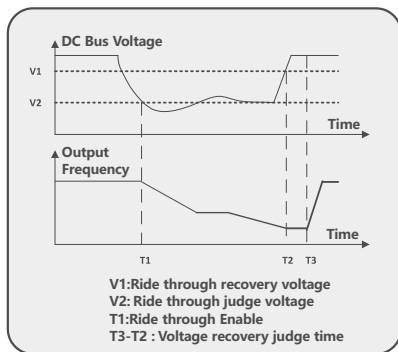 DC Bus Voltage
V1
V2
Time
Output
Frequency
Time
T1 T2 T3
V1:Ride through recovery voltage
V2: Ride through judge voltage
T1:Ride through Enable
T3-T2 : Voltage recovery judge time